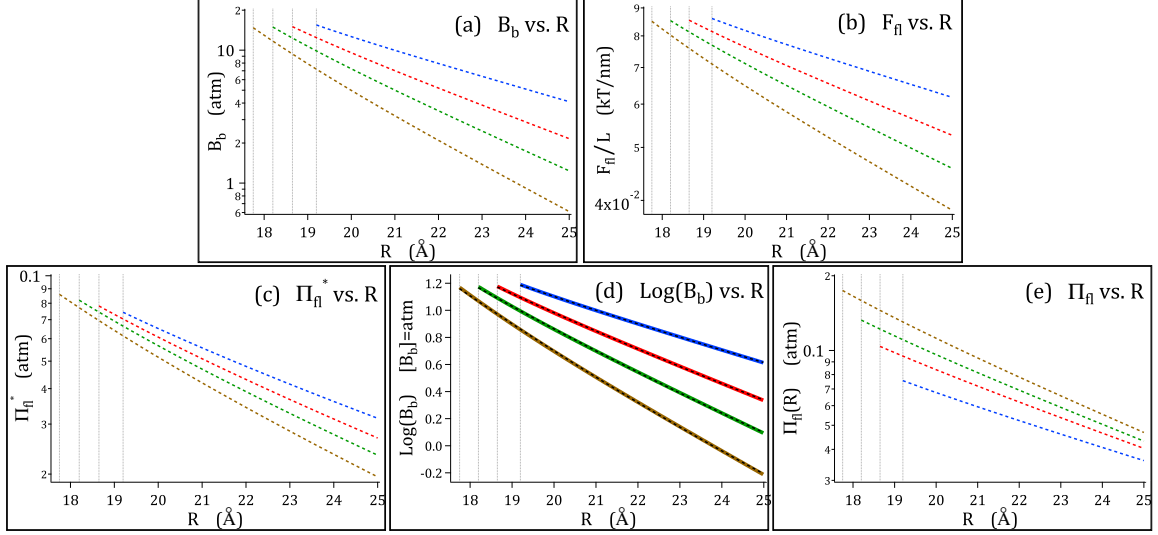 (a) B_b vs. R
2
10
8
6
4
2
1
8
6
B_b (atm)
18 19 20 21 22 23 24 25
R (Å)
(b) F_fl vs. R
9
8
7
6
5
4x10^-2
F_fl/L (kT/nm)
18 19 20 21 22 23 24 25
R (Å)
(c) Π_fl^* vs. R
0.1
9
8
7
6
5
4
3
2
Π_fl^* (atm)
18 19 20 21 22 23 24 25
R (Å)
(d) Log(B_b) vs. R
1.2
1.0
0.8
0.6
0.4
0.2
0.0
-0.2
Log(B_b) [B_b]=atm
18 19 20 21 22 23 24 25
R (Å)
(e) Π_fl vs. R
2
0.1
9
8
7
6
5
4
3
Π_fl(R) (atm)
18 19 20 21 22 23 24 25
R (Å)